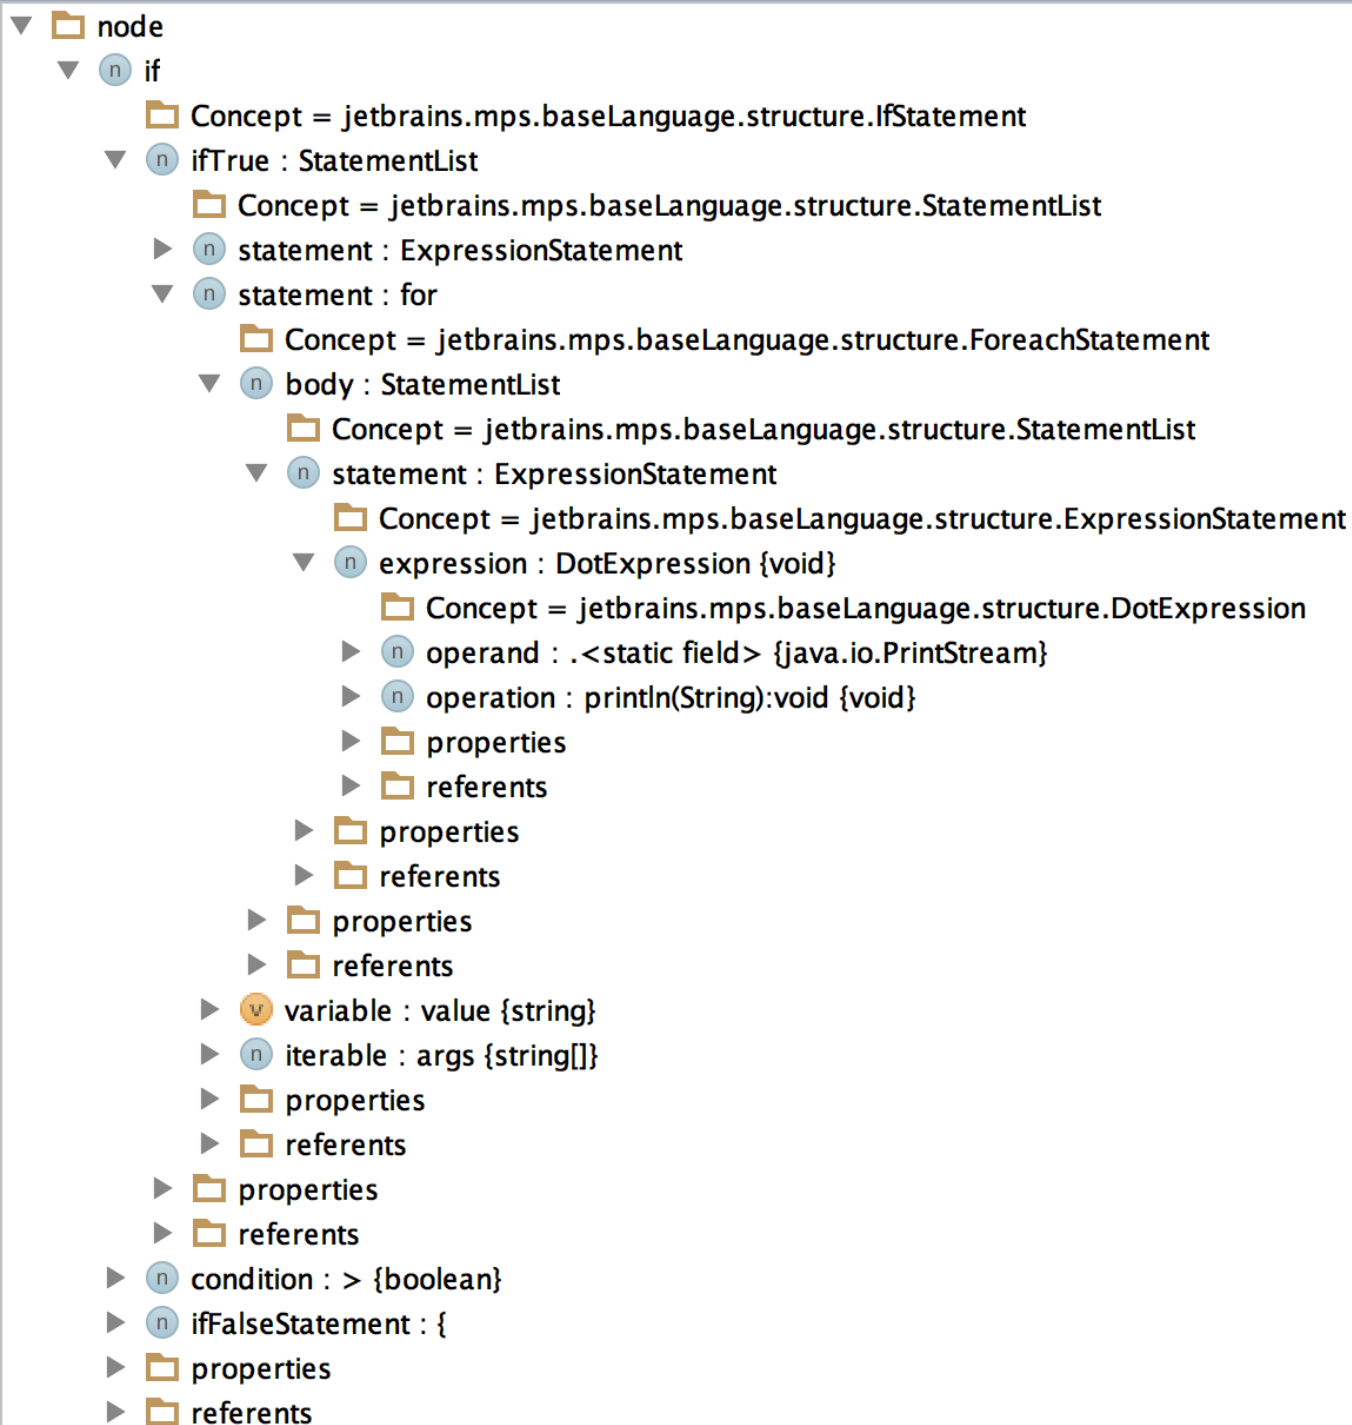 node
n if
Concept = jetbrains.mps.baseLanguage.structure.IfStatement
n ifTrue : StatementList
Concept = jetbrains.mps.baseLanguage.structure.StatementList
n statement : ExpressionStatement
n statement : for
Concept = jetbrains.mps.baseLanguage.structure.ForeachStatement
n body : StatementList
Concept = jetbrains.mps.baseLanguage.structure.StatementList
n statement : ExpressionStatement
Concept = jetbrains.mps.baseLanguage.structure.ExpressionStatement
n expression : DotExpression {void}
Concept = jetbrains.mps.baseLanguage.structure.DotExpression
n operand : .<static field> {java.io.PrintStream}
n operation : println(String):void {void}
properties
referents
properties
referents
properties
referents
v variable : value {string}
n iterable : args {string[]}
properties
referents
properties
referents
n condition : > {boolean}
n ifFalseStatement : {
properties
referents